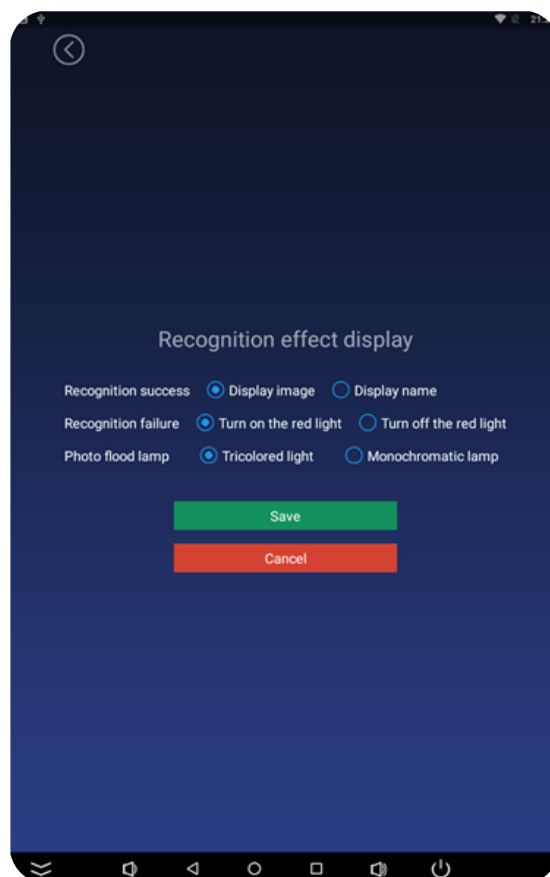 Recognition effect display
Recognition success Display image Display name
Recognition failure Turn on the red light Turn off the red light
Photo flood lamp Tricolored light Monochromatic lamp
Save
Cancel